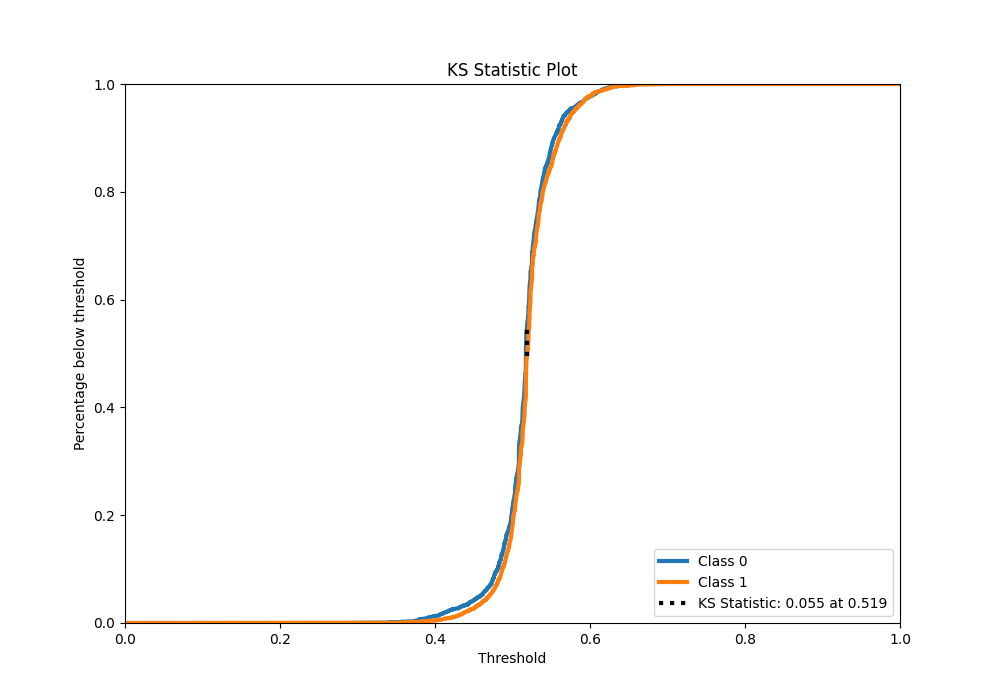 KS Statistic Plot
Percentage below threshold
1.0
0.8
0.6
0.4
0.2
0.0
0.0 0.2 0.4 0.6 0.8 1.0
Threshold
Class 0
Class 1
KS Statistic: 0.055 at 0.519